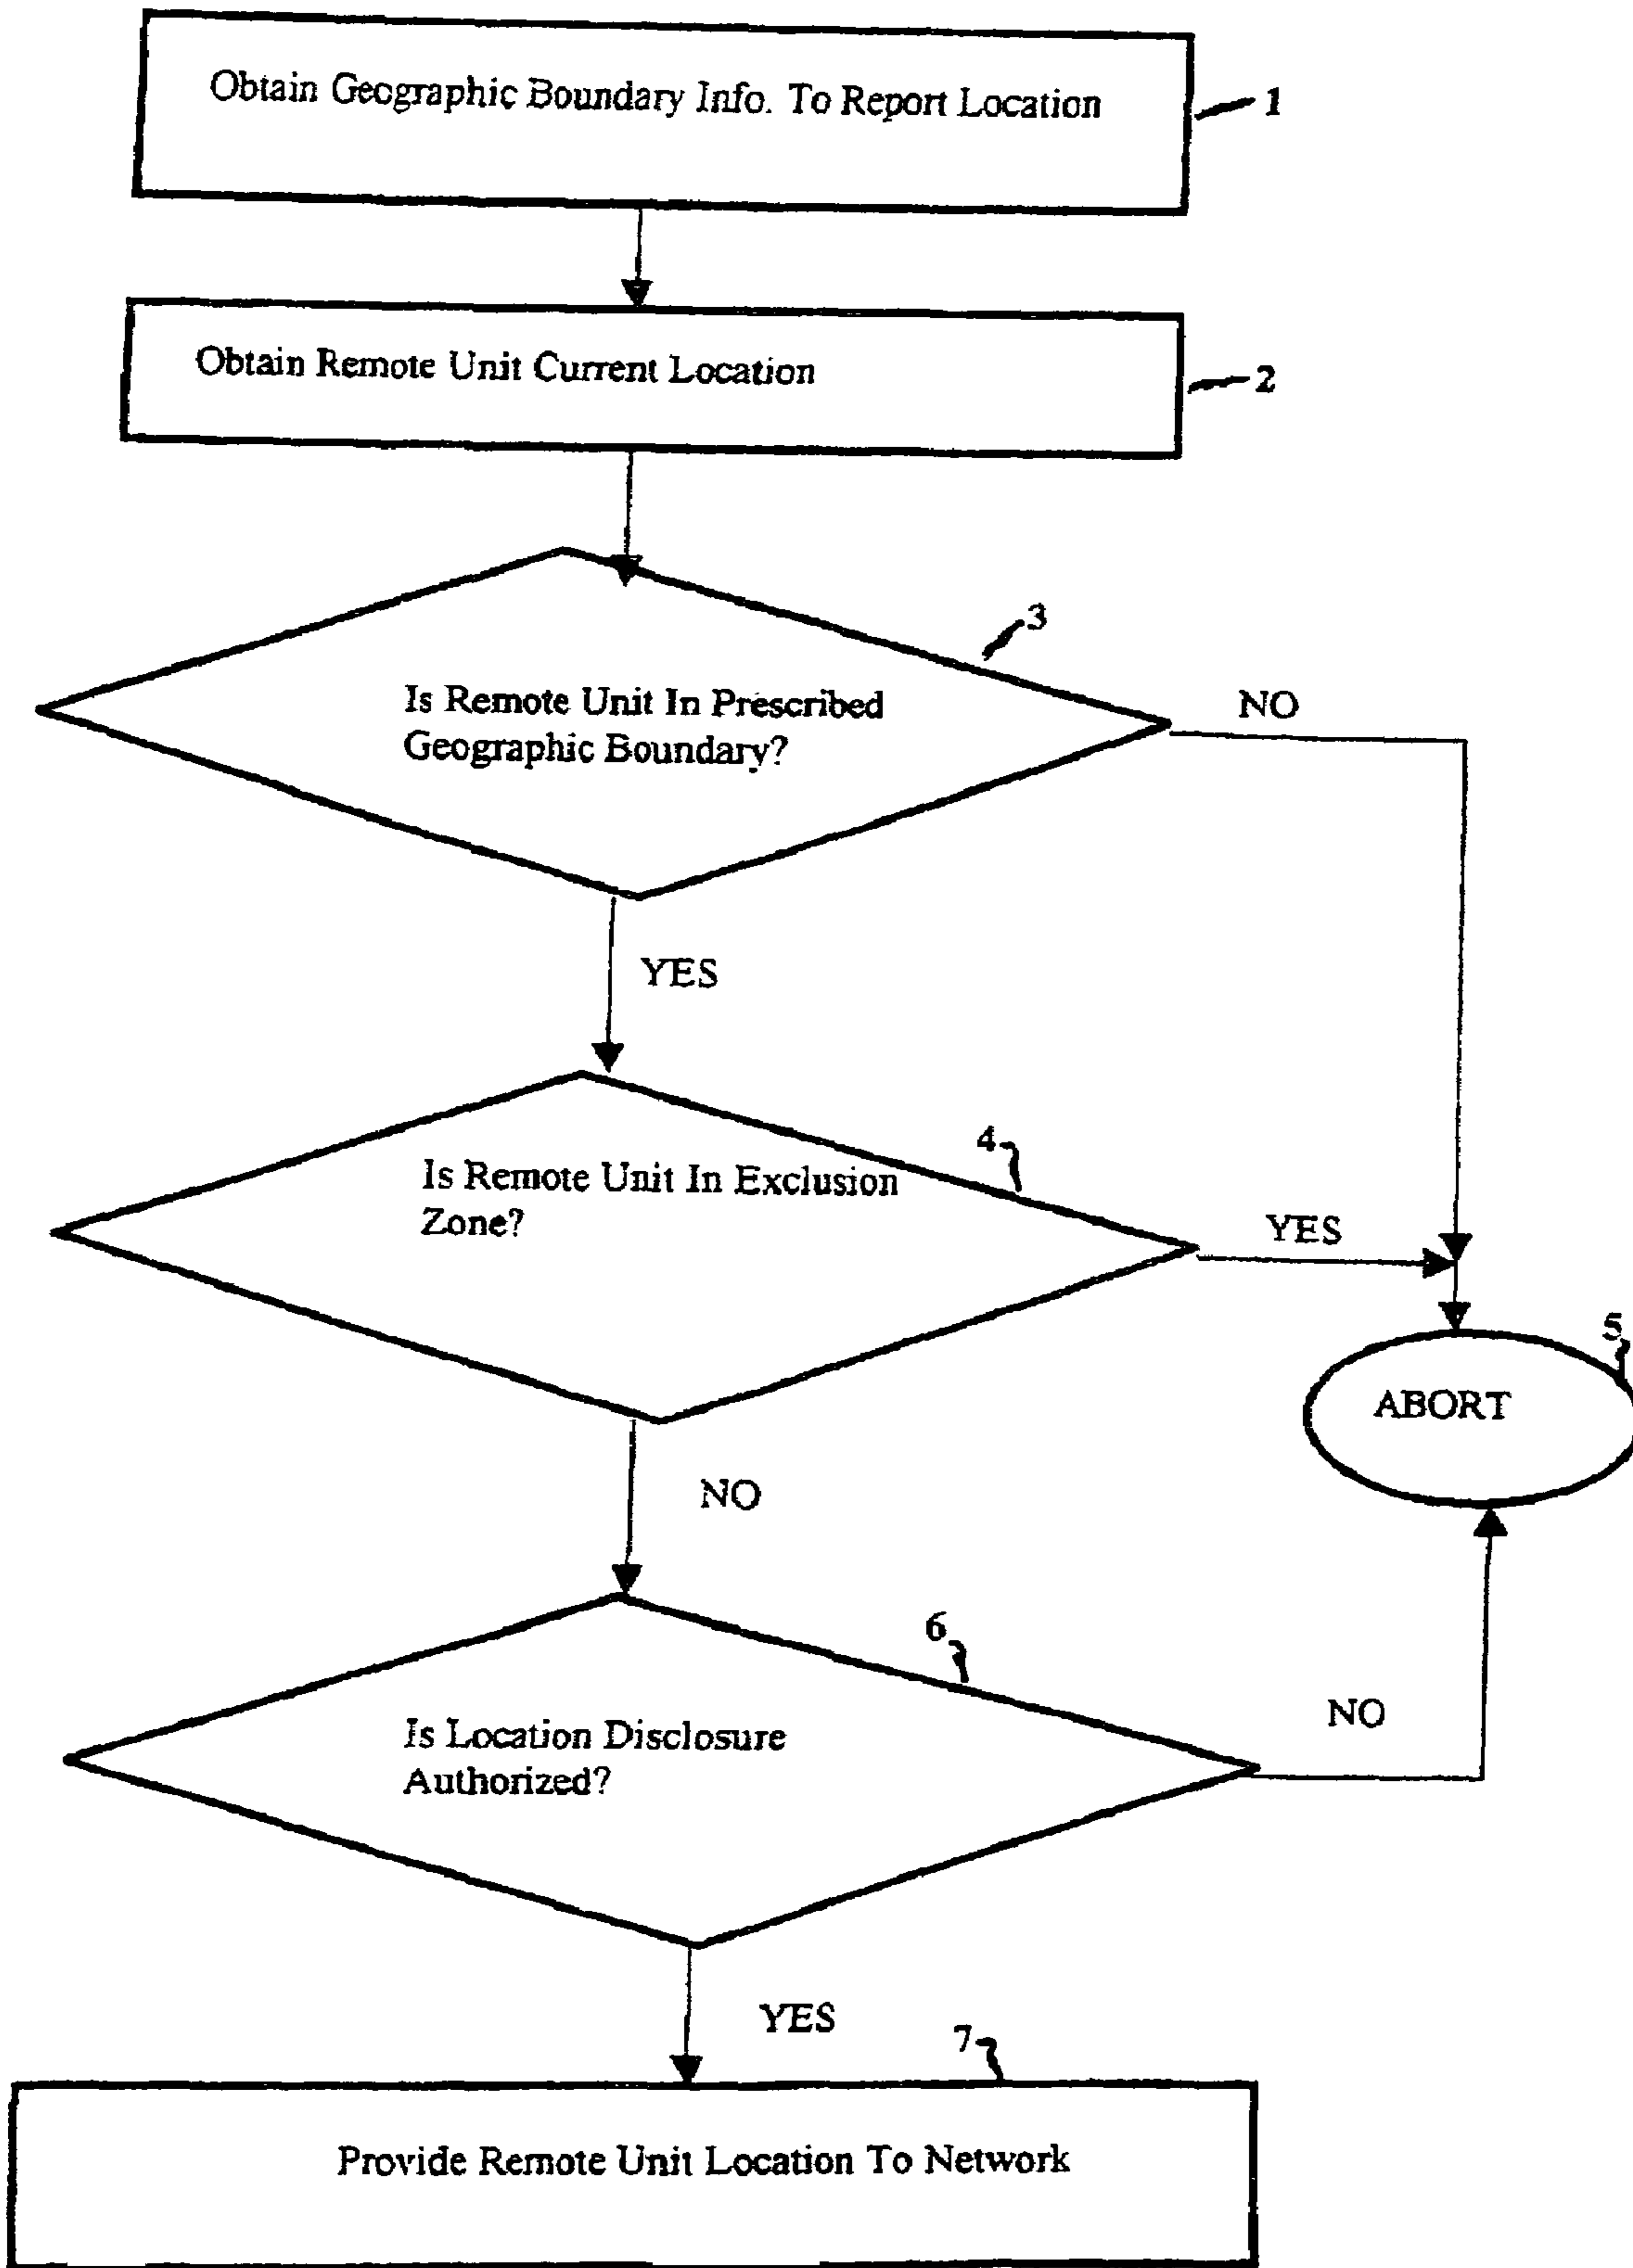 Obtain Geographic Boundary Info. To Report Location
1
Obtain Remote Unit Current Location
2
3
Is Remote Unit In Prescribed
Geographic Boundary?
NO
YES
4
Is Remote Unit In Exclusion
Zone?
YES
5
ABORT
NO
6
Is Location Disclosure
Authorized?
NO
YES
7
Provide Remote Unit Location To Network